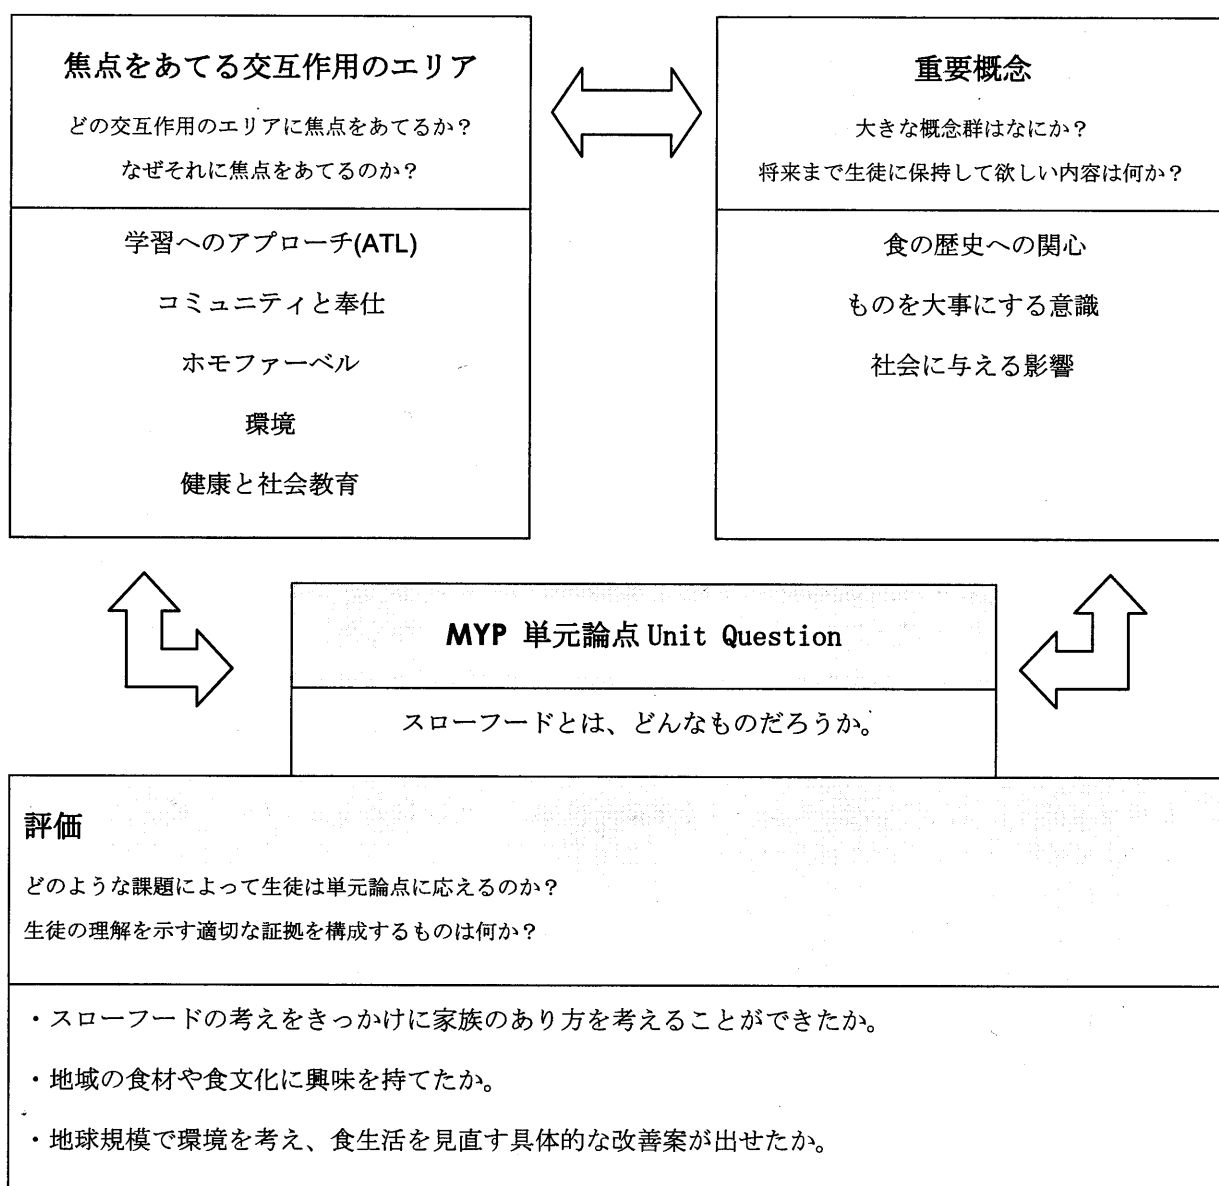 焦点をあてる交互作用のエリア
どの交互作用のエリアに焦点をあてるか？
なぜそれに焦点をあてるのか？
学習へのアプローチ(ATL)
コミュニティと奉仕
ホモファーベル
環境
健康と社会教育
重要概念
大きな概念群はなにか？
将来まで生徒に保持して欲しい内容は何か？
食の歴史への関心
ものを大事にする意識
社会に与える影響
MYP 単元論点 Unit Question
スローフードとは、どんなものだろうか。
評価
どのような課題によって生徒は単元論点に応えるのか？
生徒の理解を示す適切な証拠を構成するものは何か？
・スローフードの考えをきっかけに家族のあり方を考えることができたか。
・地域の食材や食文化に興味を持てたか。
・地球規模で環境を考え、食生活を見直す具体的な改善案が出せたか。